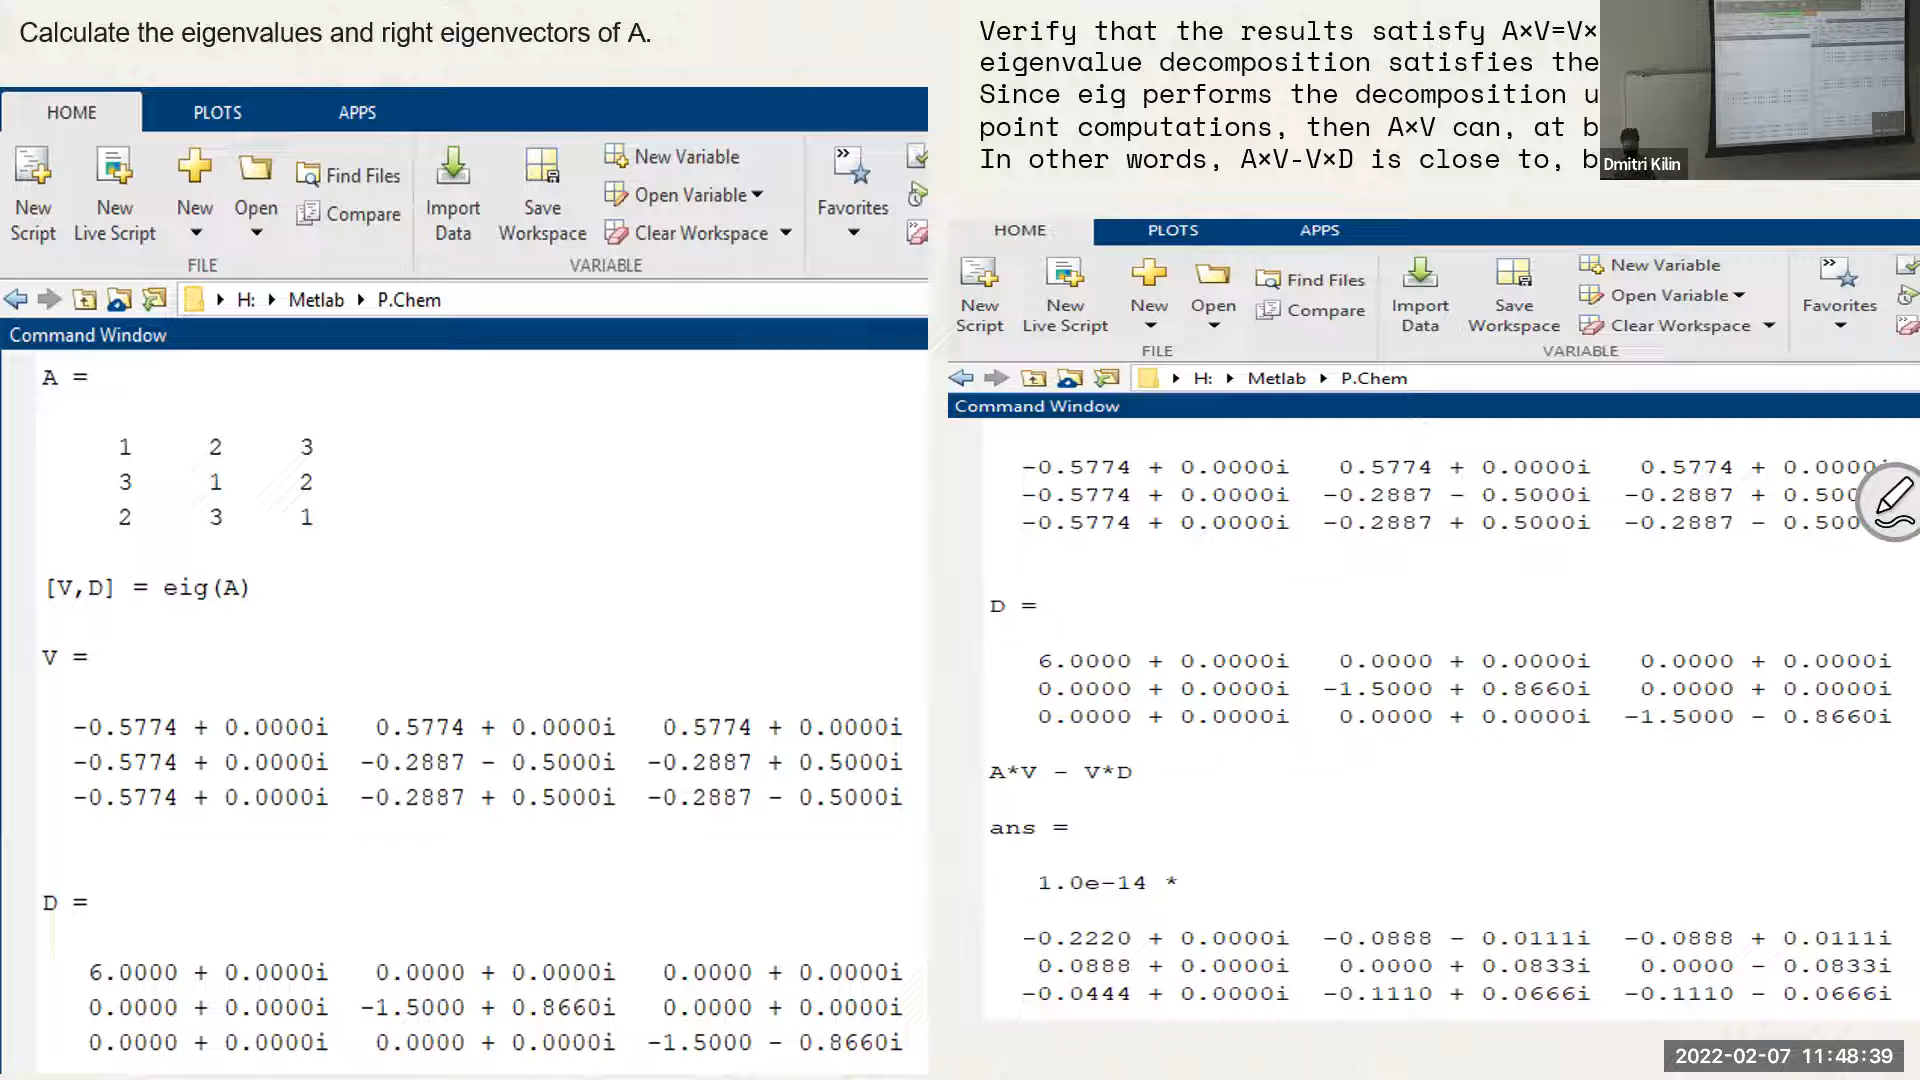 Calculate the eigenvalues and right eigenvectors of A.
HOME PLOTS APPS
New Script
New Live Script
New
Open
Find Files
Compare
Import Data
Save Workspace
New Variable
Open Variable
Clear Workspace
Favorites
FILE VARIABLE
H: Metlab P.Chem
Command Window
A =
1 2 3
3 1 2
2 3 1
[V,D] = eig(A)
V =
-0.5774 + 0.0000i 0.5774 + 0.0000i 0.5774 + 0.0000i
-0.5774 + 0.0000i -0.2887 - 0.5000i -0.2887 + 0.5000i
-0.5774 + 0.0000i -0.2887 + 0.5000i -0.2887 - 0.5000i
D =
6.0000 + 0.0000i 0.0000 + 0.0000i 0.0000 + 0.0000i
0.0000 + 0.0000i -1.5000 + 0.8660i 0.0000 + 0.0000i
0.0000 + 0.0000i 0.0000 + 0.0000i -1.5000 - 0.8660i
Verify that the results satisfy A×V=V×
eigenvalue decomposition satisfies the
Since eig performs the decomposition u
point computations, then A×V can, at b
In other words, A×V-V×D is close to, b
Dmitri Kilin
HOME PLOTS APPS
New Script
New Live Script
New
Open
Find Files
Compare
Import Data
Save Workspace
New Variable
Open Variable
Clear Workspace
Favorites
FILE VARIABLE
H: Metlab P.Chem
Command Window
-0.5774 + 0.0000i 0.5774 + 0.0000i 0.5774 + 0.0000i
-0.5774 + 0.0000i -0.2887 - 0.5000i -0.2887 + 0.500
-0.5774 + 0.0000i -0.2887 + 0.5000i -0.2887 - 0.500
D =
6.0000 + 0.0000i 0.0000 + 0.0000i 0.0000 + 0.0000i
0.0000 + 0.0000i -1.5000 + 0.8660i 0.0000 + 0.0000i
0.0000 + 0.0000i 0.0000 + 0.0000i -1.5000 - 0.8660i
A*V - V*D
ans =
1.0e-14 *
-0.2220 + 0.0000i -0.0888 - 0.0111i -0.0888 + 0.0111i
0.0888 + 0.0000i 0.0000 + 0.0833i 0.0000 - 0.0833i
-0.0444 + 0.0000i -0.1110 + 0.0666i -0.1110 - 0.0666i
2022-02-07 11:48:39